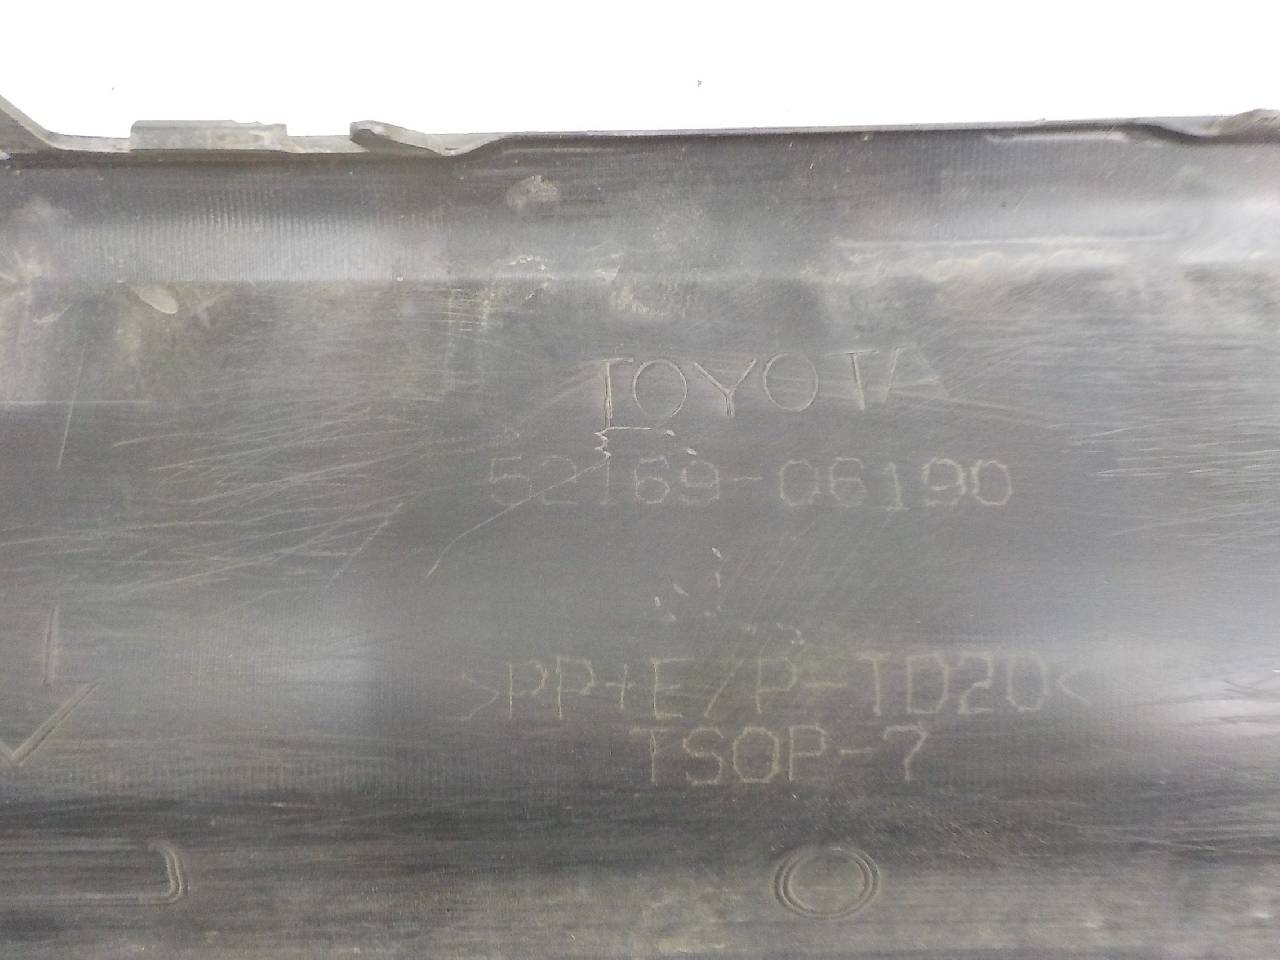 TOYOTA
52169-06190
>PP+E/P-TD20<
TSOP-7